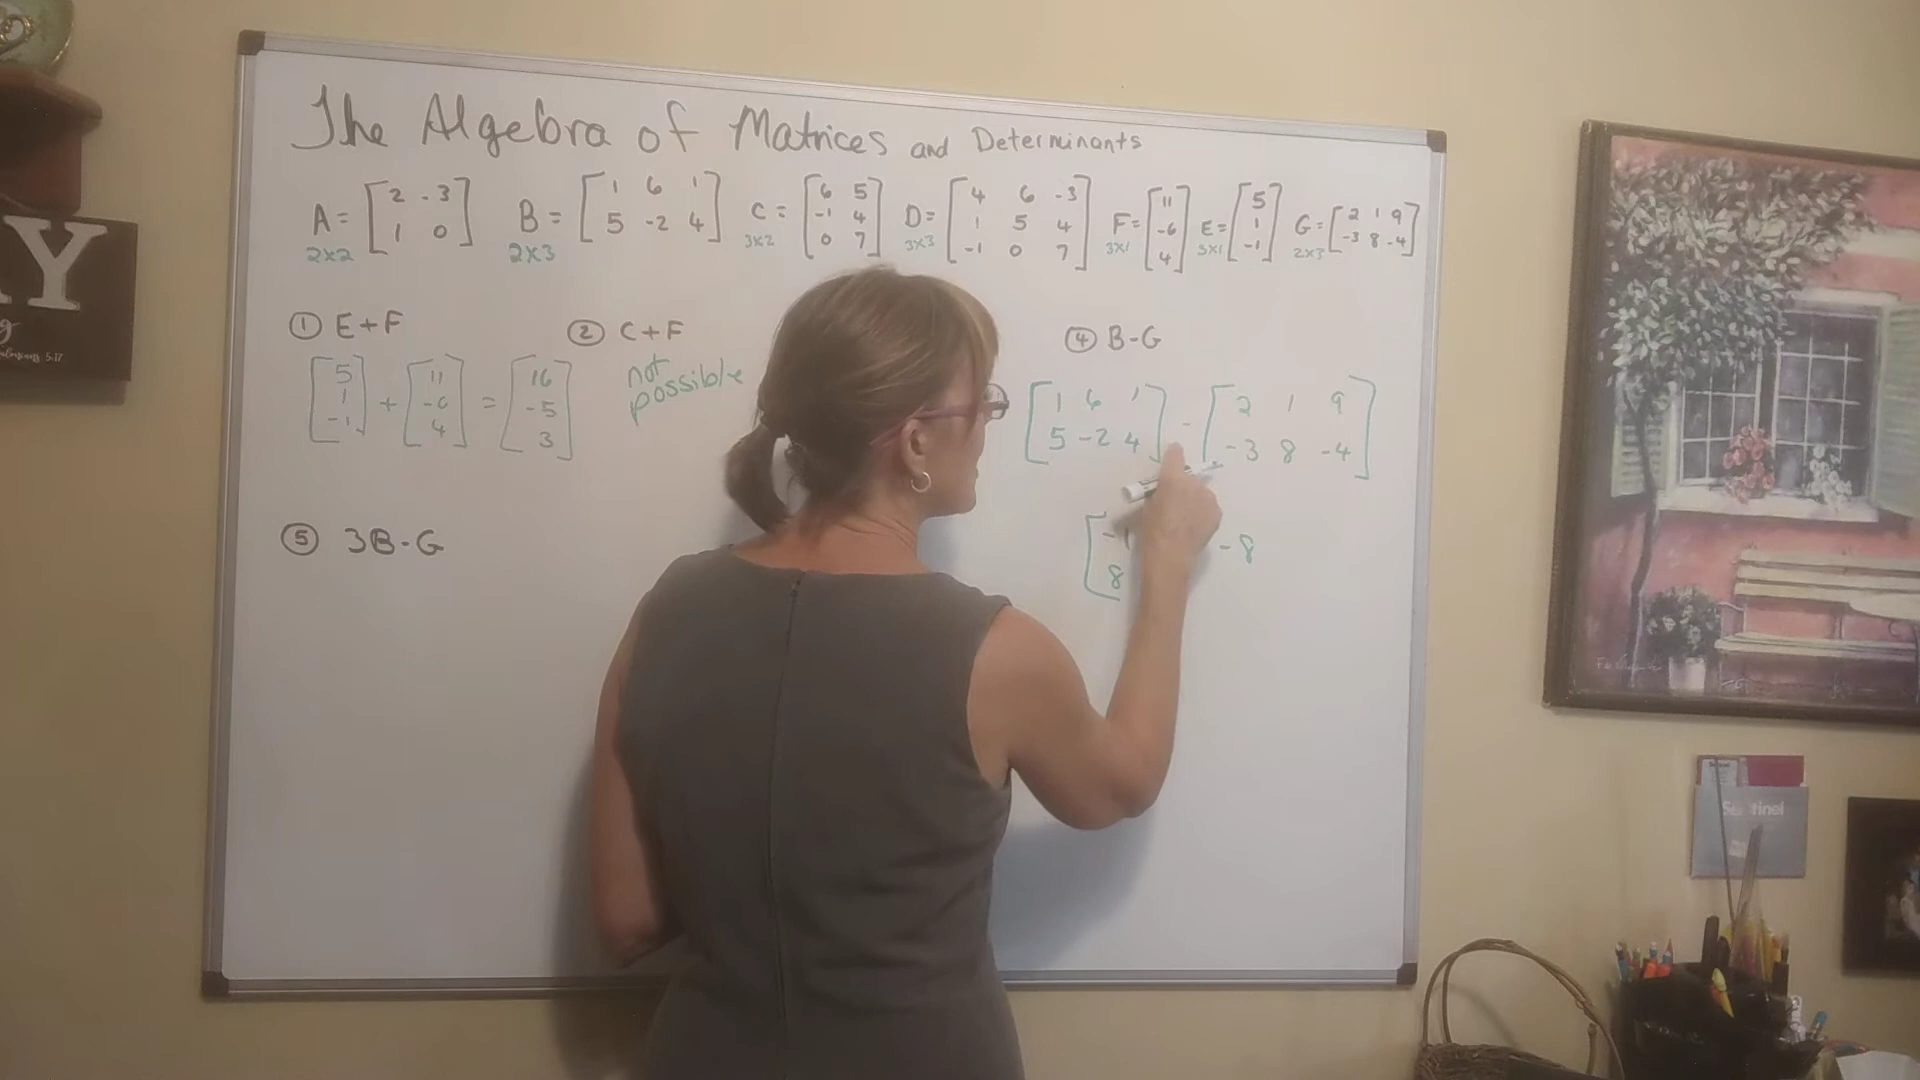 The Algebra of Matrices and Determinants
A = [2 -3; 1 0] B = [1 6 1; 5 -2 4] C = [6 5; -1 4; 0 7] D = [4 6 -3; 1 5 4; -1 0 7] F = [11; -6; 4] E = [5; 1; -1] G = [2 1 9; -3 8 -4]
2x2 2x3 3x2 3x3 3x1 3x1 2x3
① E+F ② C+F ④ B-G
[5; 1; -1] + [11; -6; 4] = [16; -5; 3]
not
possible
[1 6 1; 5 -2 4] - [2 1 9; -3 8 -4]
-8
8
⑤ 3B-G
Y
Sentinel